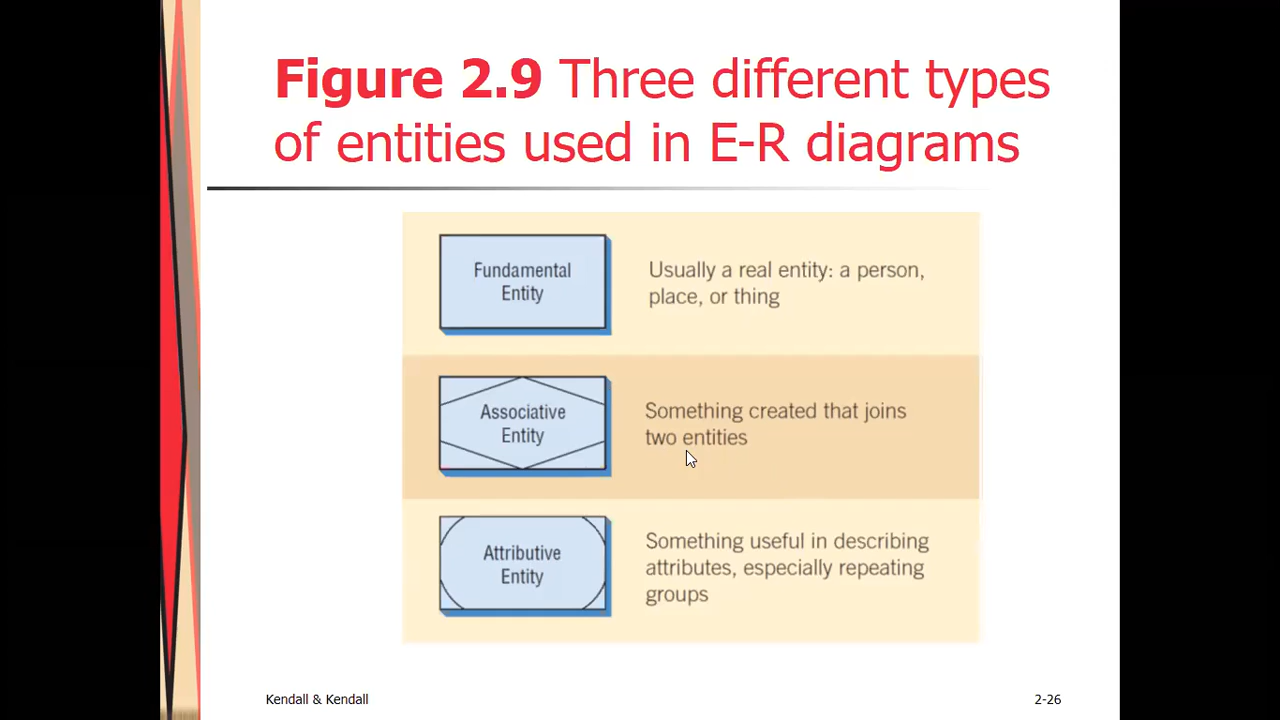 Figure 2.9 Three different types
of entities used in E-R diagrams
Fundamental
Entity
Usually a real entity: a person,
place, or thing
Associative
Entity
Something created that joins
two entities
Attributive
Entity
Something useful in describing
attributes, especially repeating
groups
Kendall & Kendall
2-26